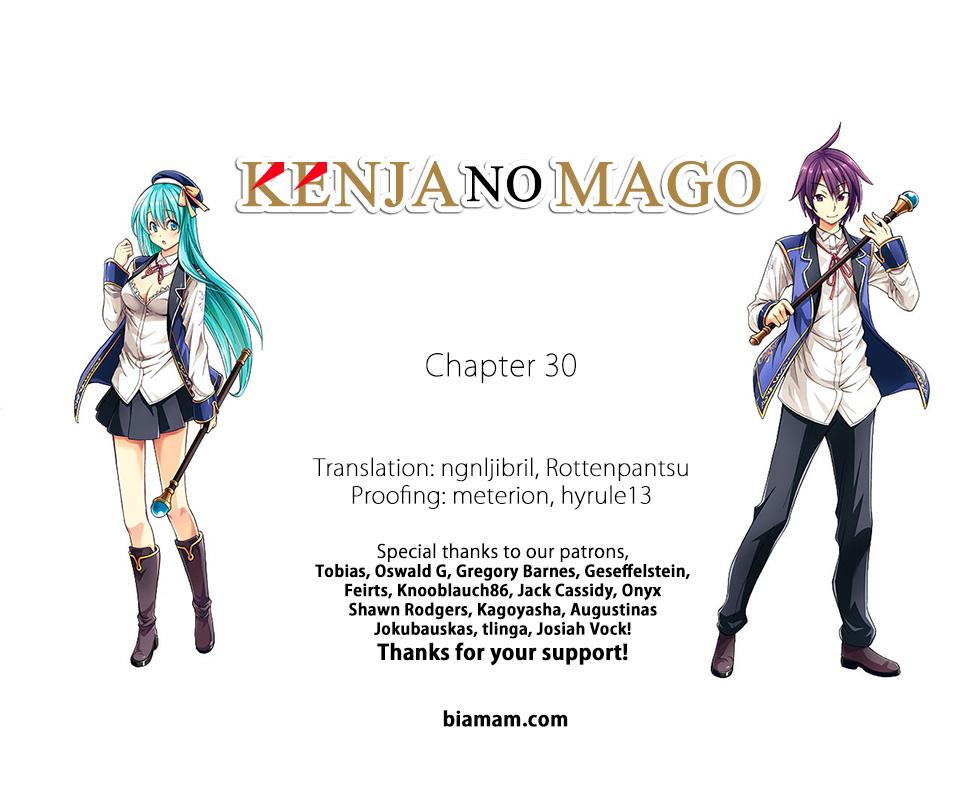 KENJA NO MAGO
Chapter 30
Translation: ngnljibril, Rottenpantsu
Proofing: meterion, hyrule13
Special thanks to our patrons,
Tobias, Oswald G, Gregory Barnes, Geseffelstein,
Feirts, Knooblauch86, Jack Cassidy, Onyx
Shawn Rodgers, Kagoyasha, Augustinas
Jokubauskas, tlinga, Josiah Vock!
Thanks for your support!
biamam.com